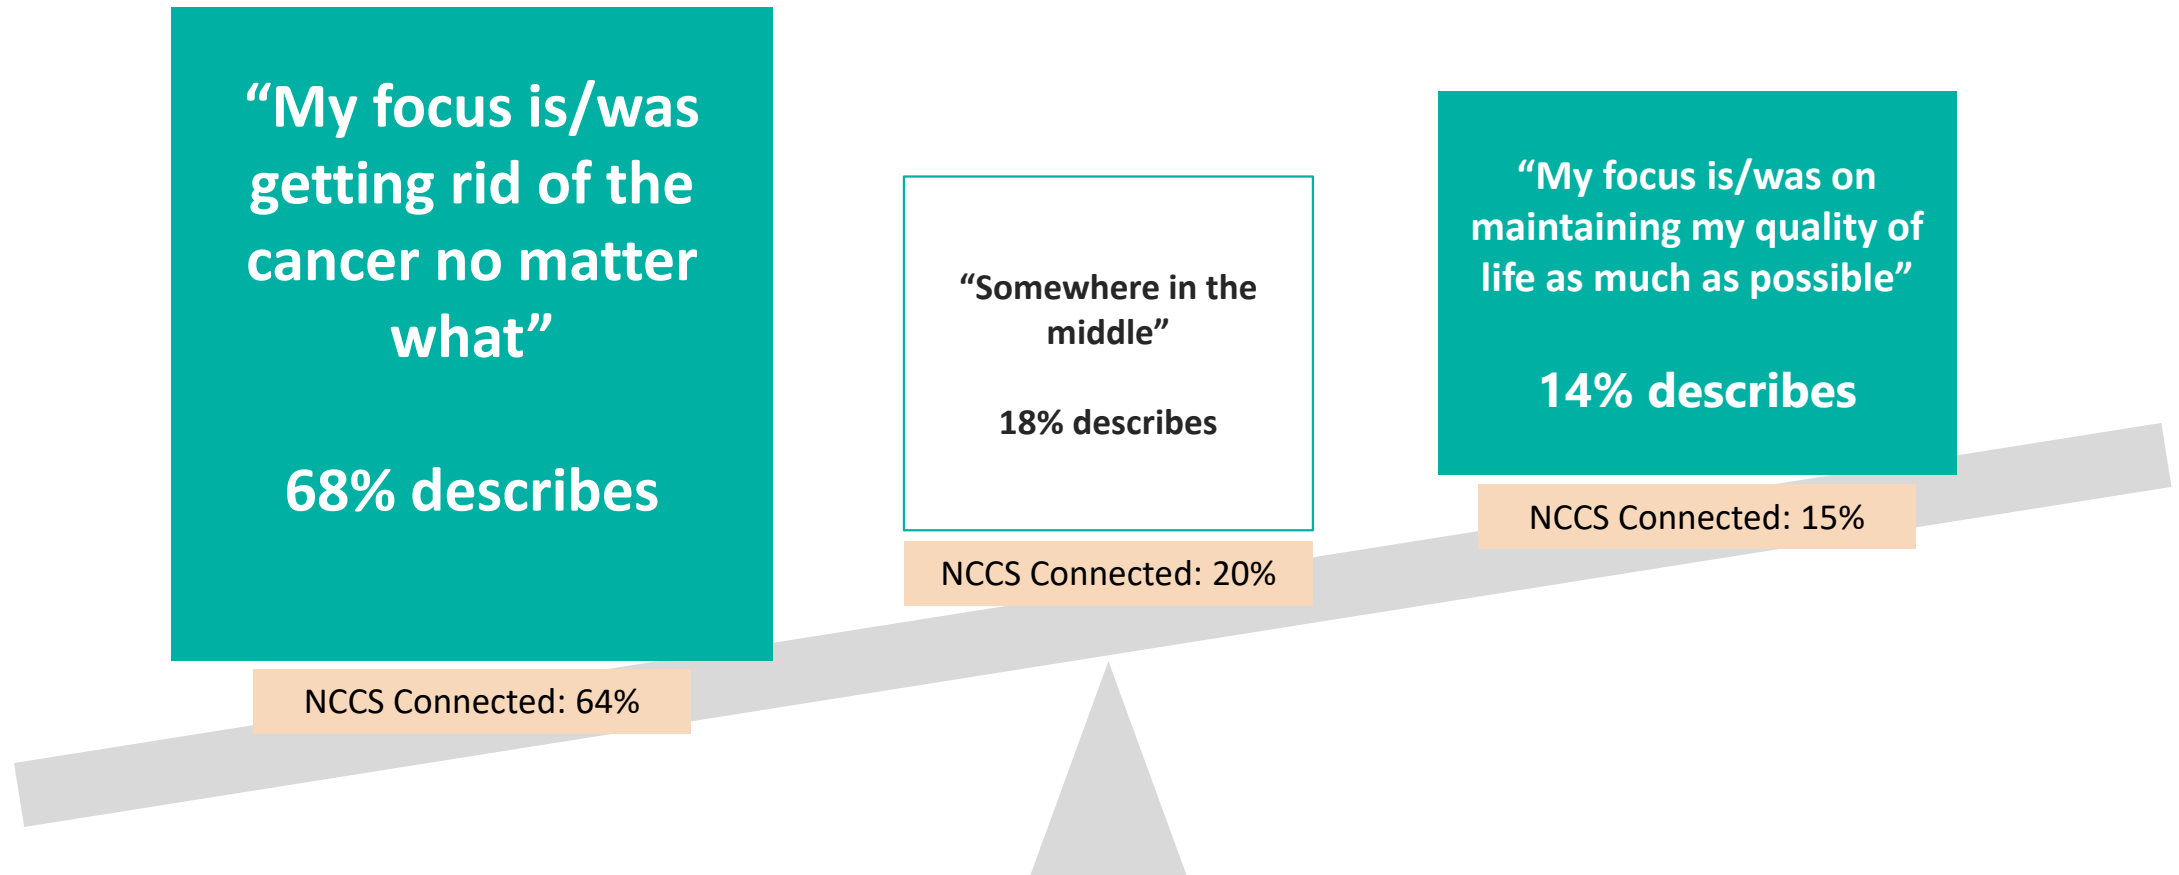 “My focus is/was
getting rid of the
cancer no matter
what”
68% describes
NCCS Connected: 64%
“Somewhere in the
middle”
18% describes
NCCS Connected: 20%
“My focus is/was on
maintaining my quality of
life as much as possible”
14% describes
NCCS Connected: 15%